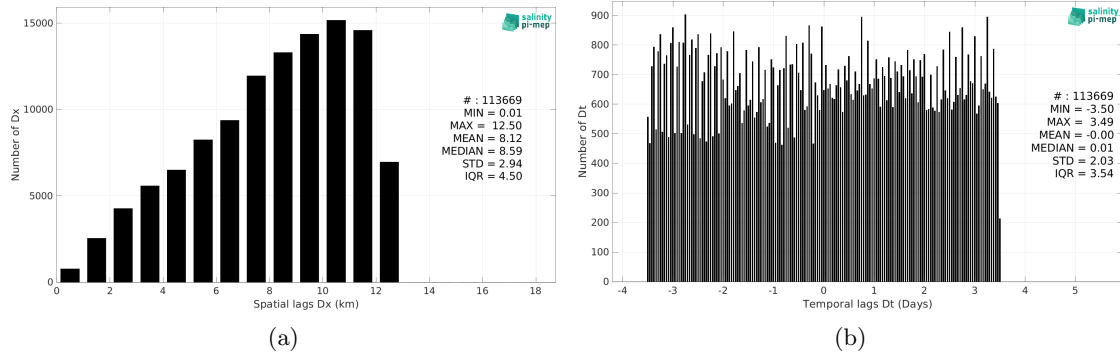 15000
10000
5000
0
Number of Dx
salinity
pi-mep
# : 113669
MIN = 0.01
MAX = 12.50
MEAN = 8.12
MEDIAN = 8.59
STD = 2.94
IQR = 4.50
0 2 4 6 8 10 12 14 16 18
Spatial lags Dx (km)
(a)
900
800
700
600
500
400
300
200
100
0
Number of Dt
salinity
pi-mep
# : 113669
MIN = -3.50
MAX = 3.49
MEAN = -0.00
MEDIAN = 0.01
STD = 2.03
IQR = 3.54
-4 -3 -2 -1 0 1 2 3 4 5
Temporal lags Dt (Days)
(b)